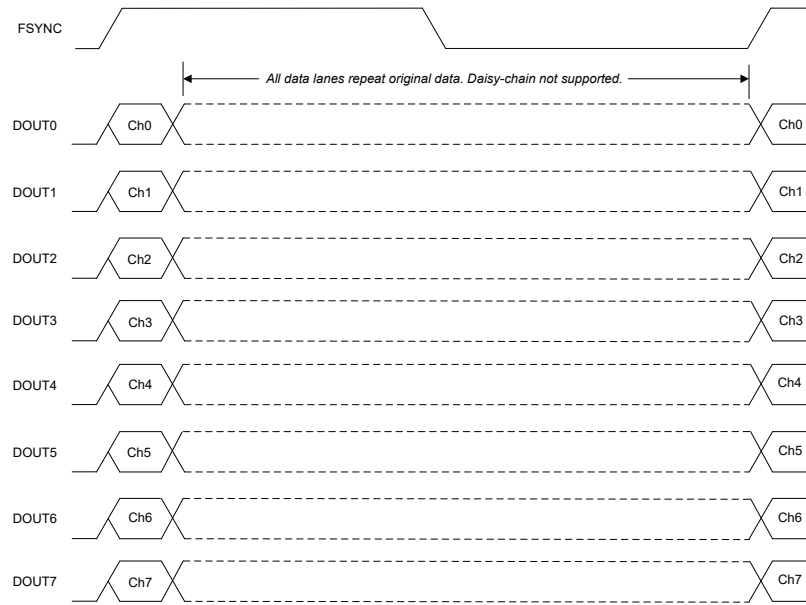 FSYNC
All data lanes repeat original data. Daisy-chain not supported.
DOUT0 Ch0 Ch0
DOUT1 Ch1 Ch1
DOUT2 Ch2 Ch2
DOUT3 Ch3 Ch3
DOUT4 Ch4 Ch4
DOUT5 Ch5 Ch5
DOUT6 Ch6 Ch6
DOUT7 Ch7 Ch7